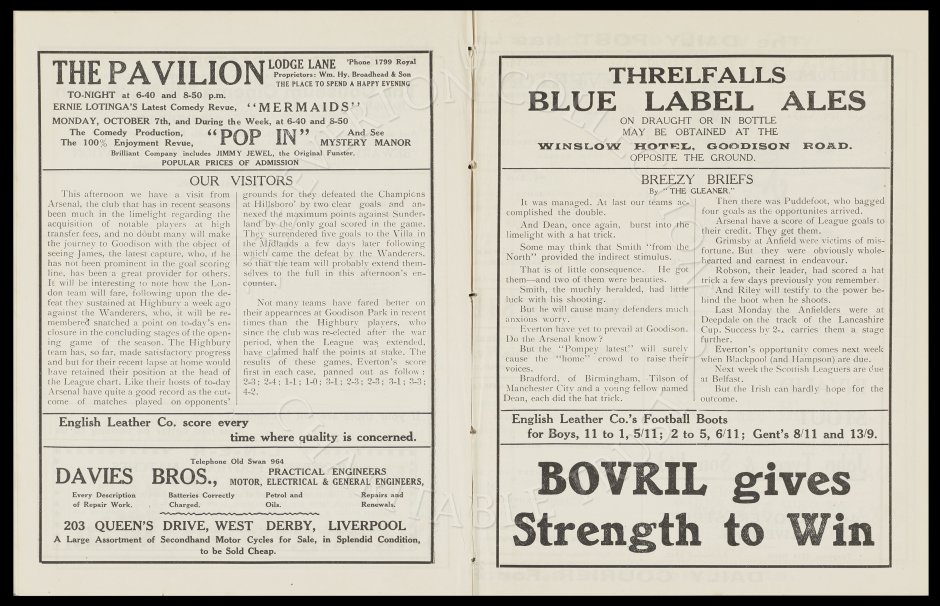 THE PAVILION
LODGE LANE 'Phone 1799 Royal
Proprietors: Wm. Hy. Broadhead & Son
THE PLACE TO SPEND A HAPPY EVENING
TO-NIGHT at 6-40 and 8-50 p.m.
ERNIE LOTINGA'S Latest Comedy Revue, "MERMAIDS"
MONDAY, OCTOBER 7th, and During the Week, at 6-40 and 8-50
The Comedy Production,
The 100% Enjoyment Revue,
"POP IN"
And See
MYSTERY MANOR
Brilliant Company includes JIMMY JEWEL, the Original Funster.
POPULAR PRICES OF ADMISSION
OUR VISITORS
This afternoon we have a visit from
Arsenal, the club that has in recent seasons
been much in the limelight regarding the
acquisition of notable players at high
transfer fees, and no doubt many will make
the journey to Goodison with the object of
seeing James, the latest capture, who, if he
has not been prominent in the goal scoring
line, has been a great provider for others.
It will be interesting to note how the Lon-
don team will fare, following upon the de-
feat they sustained at Highbury a week ago
against the Wanderers, who, it will be re-
membered snatched a point on to-day's en-
closure in the concluding stages of the open-
ing game of the season. The Highbury
team has, so far, made satisfactory progress
and but for their recent lapse at home would
have retained their position at the head of
the League chart. Like their hosts of to-day
Arsenal have quite a good record as the out-
come of matches played on opponents'
grounds for they defeated the Champions
at Hillsboro' by two clear goals and an-
nexed the maximum points against Sunder-
land by the only goal scored in the game.
They surrendered five goals to the Villa in
the Midlands a few days later following
which came the defeat by the Wanderers,
so that the team will probably extend them-
selves to the full in this afternoon's en-
counter.
Not many teams have fared better on
their appearnces at Goodison Park in recent
times than the Highbury players, who
since the club was re-elected after the war
period, when the League was extended,
have claimed half the points at stake. The
results of these games, Everton's score
first in each case, panned out as follow:
2-3; 2-4; 1-1; 1-0; 3-1; 2-3; 2-3; 3-1; 3-3;
4-2.
English Leather Co. score every
time where quality is concerned.
Telephone Old Swan 964
DAVIES BROS.,
PRACTICAL ENGINEERS
MOTOR, ELECTRICAL & GENERAL ENGINEERS,
Every Description
of Repair Work.
Batteries Correctly
Charged.
Petrol and
Oils.
Repairs and
Renewals.
203 QUEEN'S DRIVE, WEST DERBY, LIVERPOOL
A Large Assortment of Secondhand Motor Cycles for Sale, in Splendid Condition,
to be Sold Cheap.
THRELFALLS
BLUE LABEL ALES
ON DRAUGHT OR IN BOTTLE
MAY BE OBTAINED AT THE
WINSLOW HOTEL, GOODISON ROAD.
OPPOSITE THE GROUND.
BREEZY BRIEFS
By "THE GLEANER."
It was managed. At last our teams ac-
complished the double.
And Dean, once again, burst into the
limelight with a hat trick.
Some may think that Smith "from the
North" provided the indirect stimulus.
That is of little consequence. He got
them—and two of them were beauties.
Smith, the muchly heralded, had little
luck with his shooting.
But he will cause many defenders much
anxious worry.
Everton have yet to prevail at Goodison.
Do the Arsenal know?
But the "Pompey latest" will surely
cause the "home" crowd to raise their
voices.
Bradford, of Birmingham, Tilson of
Manchester City and a young fellow named
Dean, each did the hat trick.
Then there was Puddefoot, who bagged
four goals as the opportunites arrived.
Arsenal have a score of League goals to
their credit. They get them.
Grimsby at Anfield were victims of mis-
fortune. But they were obviously whole-
hearted and earnest in endeavour.
Robson, their leader, had scored a hat
trick a few days previously you remember.
And Riley will testify to the power be-
hind the boot when he shoots.
Last Monday the Anfielders were at
Deepdale on the track of the Lancashire
Cup. Success by 2-1 carries them a stage
further.
Everton's opportunity comes next week
when Blackpool (and Hampson) are due.
Next week the Scottish Leaguers are due
at Belfast.
But the Irish can hardly hope for the
outcome.
English Leather Co.'s Football Boots
for Boys, 11 to 1, 5/11; 2 to 5, 6/11; Gent's 8/11 and 13/9.
BOVRIL gives
Strength to Win